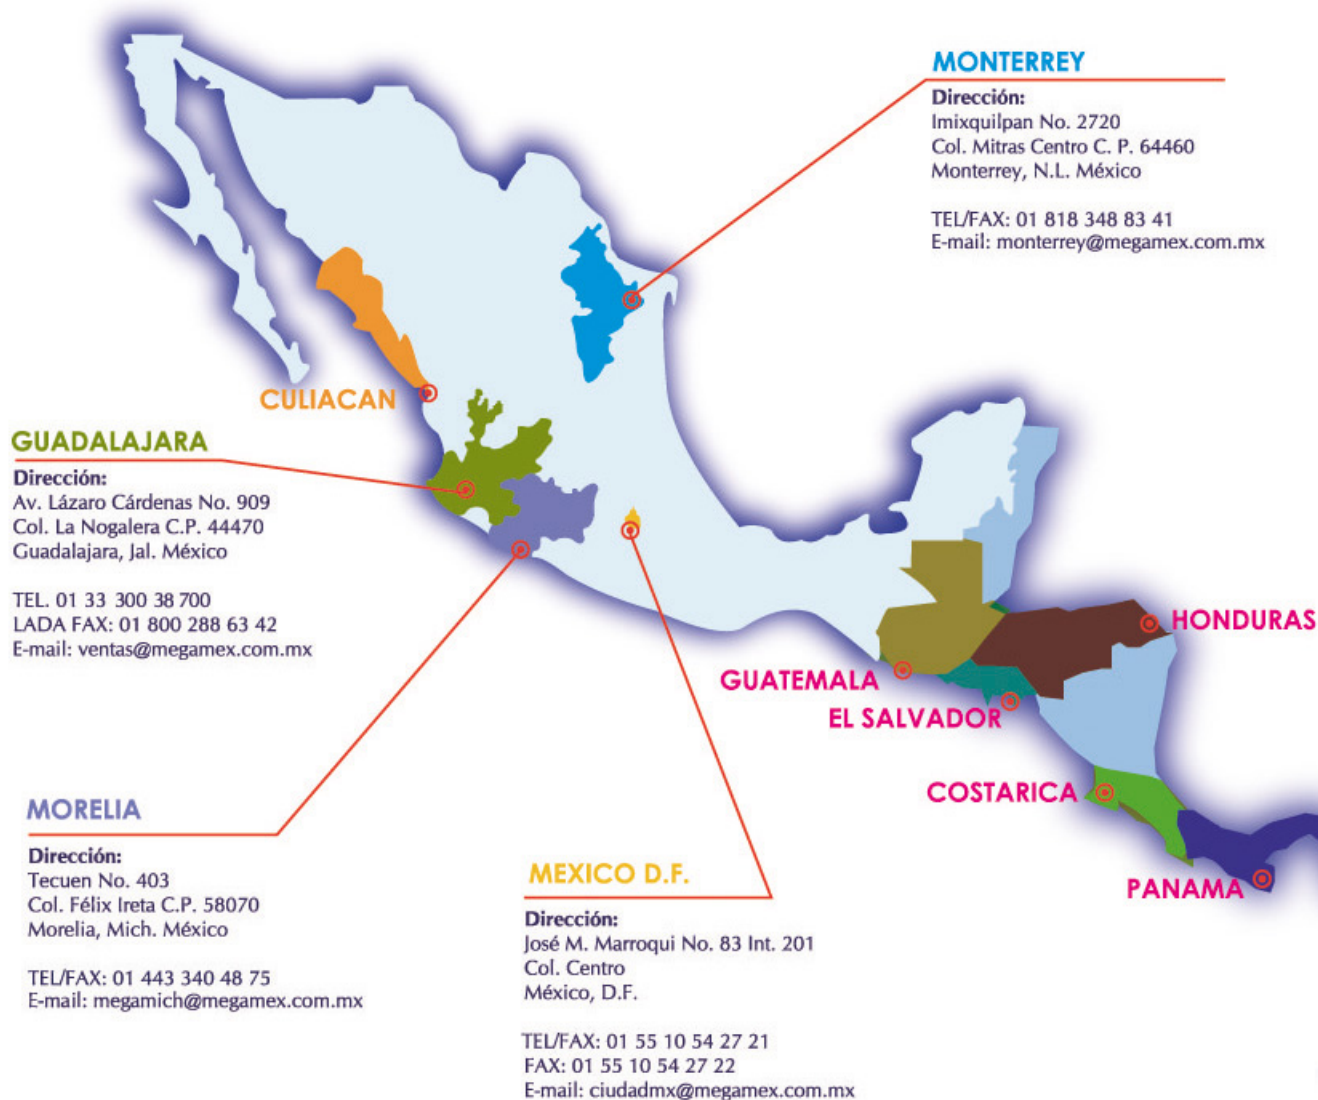 MONTERREY
Dirección:
Imixquilpan No. 2720
Col. Mitras Centro C. P. 64460
Monterrey, N.L. México
TEL/FAX: 01 818 348 83 41
E-mail: monterrey@megamex.com.mx
CULIACAN
GUADALAJARA
Dirección:
Av. Lázaro Cárdenas No. 909
Col. La Nogalera C.P. 44470
Guadalajara, Jal. México
TEL. 01 33 300 38 700
LADA FAX: 01 800 288 63 42
E-mail: ventas@megamex.com.mx
HONDURAS
GUATEMALA
EL SALVADOR
COSTARICA
PANAMA
MORELIA
Dirección:
Tecuen No. 403
Col. Félix Ireta C.P. 58070
Morelia, Mich. México
TEL/FAX: 01 443 340 48 75
E-mail: megamich@megamex.com.mx
MEXICO D.F.
Dirección:
José M. Marroqui No. 83 Int. 201
Col. Centro
México, D.F.
TEL/FAX: 01 55 10 54 27 21
FAX: 01 55 10 54 27 22
E-mail: ciudadmx@megamex.com.mx